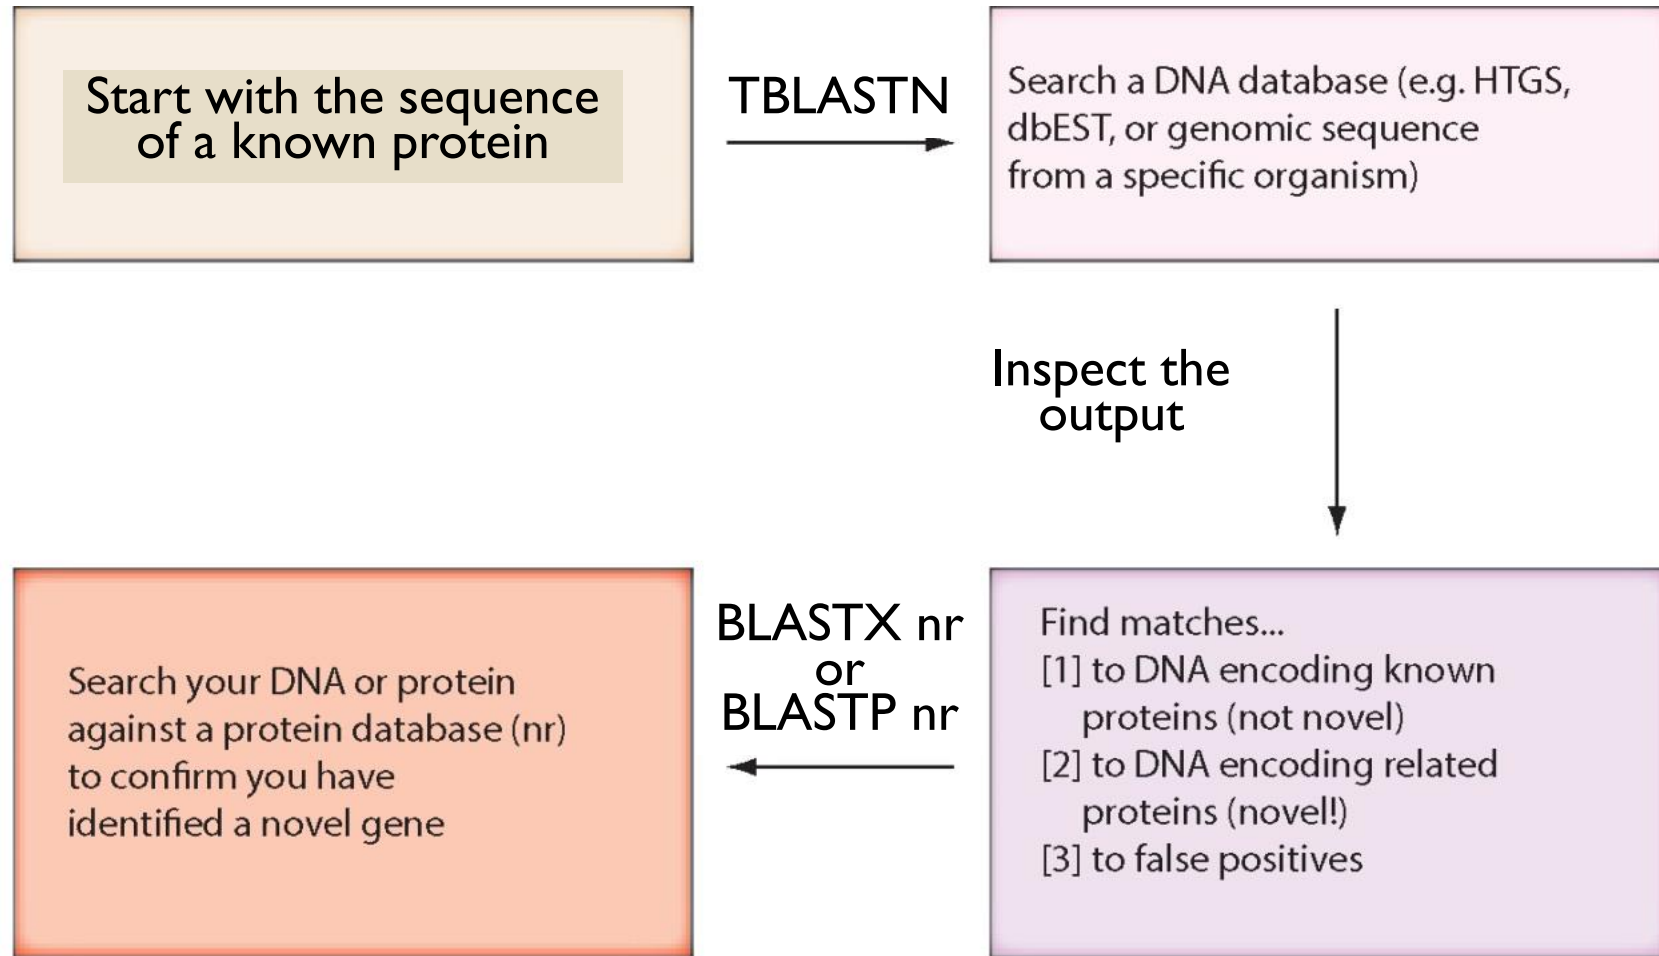 Start with the sequence
of a known protein
TBLASTN
Search a DNA database (e.g. HTGS,
dbEST, or genomic sequence
from a specific organism)
Inspect the
output
Find matches...
[1] to DNA encoding known
proteins (not novel)
[2] to DNA encoding related
proteins (novel!)
[3] to false positives
BLASTX nr
or
BLASTP nr
Search your DNA or protein
against a protein database (nr)
to confirm you have
identified a novel gene